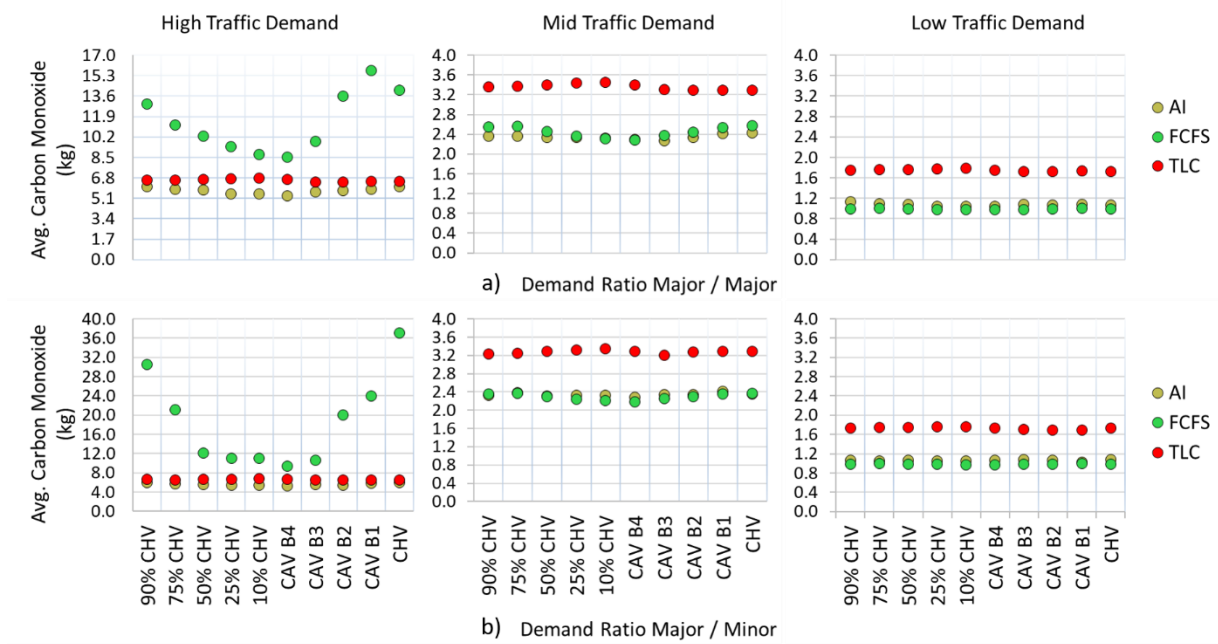 High Traffic Demand
Mid Traffic Demand
Low Traffic Demand
Avg. Carbon Monoxide
(kg)
17.0
15.3
13.6
11.9
10.2
8.5
6.8
5.1
3.4
1.7
0.0
4.0
3.6
3.2
2.8
2.4
2.0
1.6
1.2
0.8
0.4
0.0
4.0
3.6
3.2
2.8
2.4
2.0
1.6
1.2
0.8
0.4
0.0
AI
FCFS
TLC
a) Demand Ratio Major / Major
Avg. Carbon Monoxide
(kg)
40.0
36.0
32.0
28.0
24.0
20.0
16.0
12.0
8.0
4.0
0.0
4.0
3.6
3.2
2.8
2.4
2.0
1.6
1.2
0.8
0.4
0.0
4.0
3.6
3.2
2.8
2.4
2.0
1.6
1.2
0.8
0.4
0.0
AI
FCFS
TLC
90% CHV
75% CHV
50% CHV
25% CHV
10% CHV
CAV B4
CAV B3
CAV B2
CAV B1
CHV
90% CHV
75% CHV
50% CHV
25% CHV
10% CHV
CAV B4
CAV B3
CAV B2
CAV B1
CHV
90% CHV
75% CHV
50% CHV
25% CHV
10% CHV
CAV B4
CAV B3
CAV B2
CAV B1
CHV
b) Demand Ratio Major / Minor